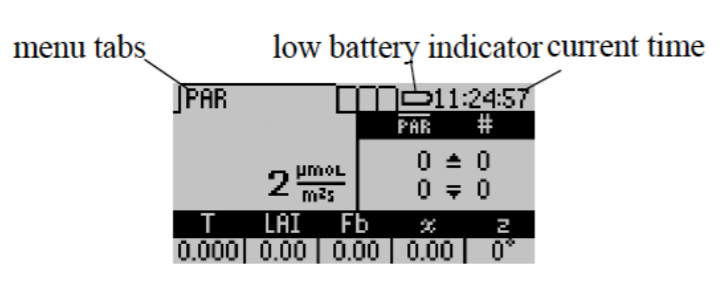 menu tabs low battery indicator current time
PAR 11:24:57
PAR #
0 0
2 µmol/m²s
0 0
T LAI Fb x z
0.000 0.00 0.00 0.00 0°